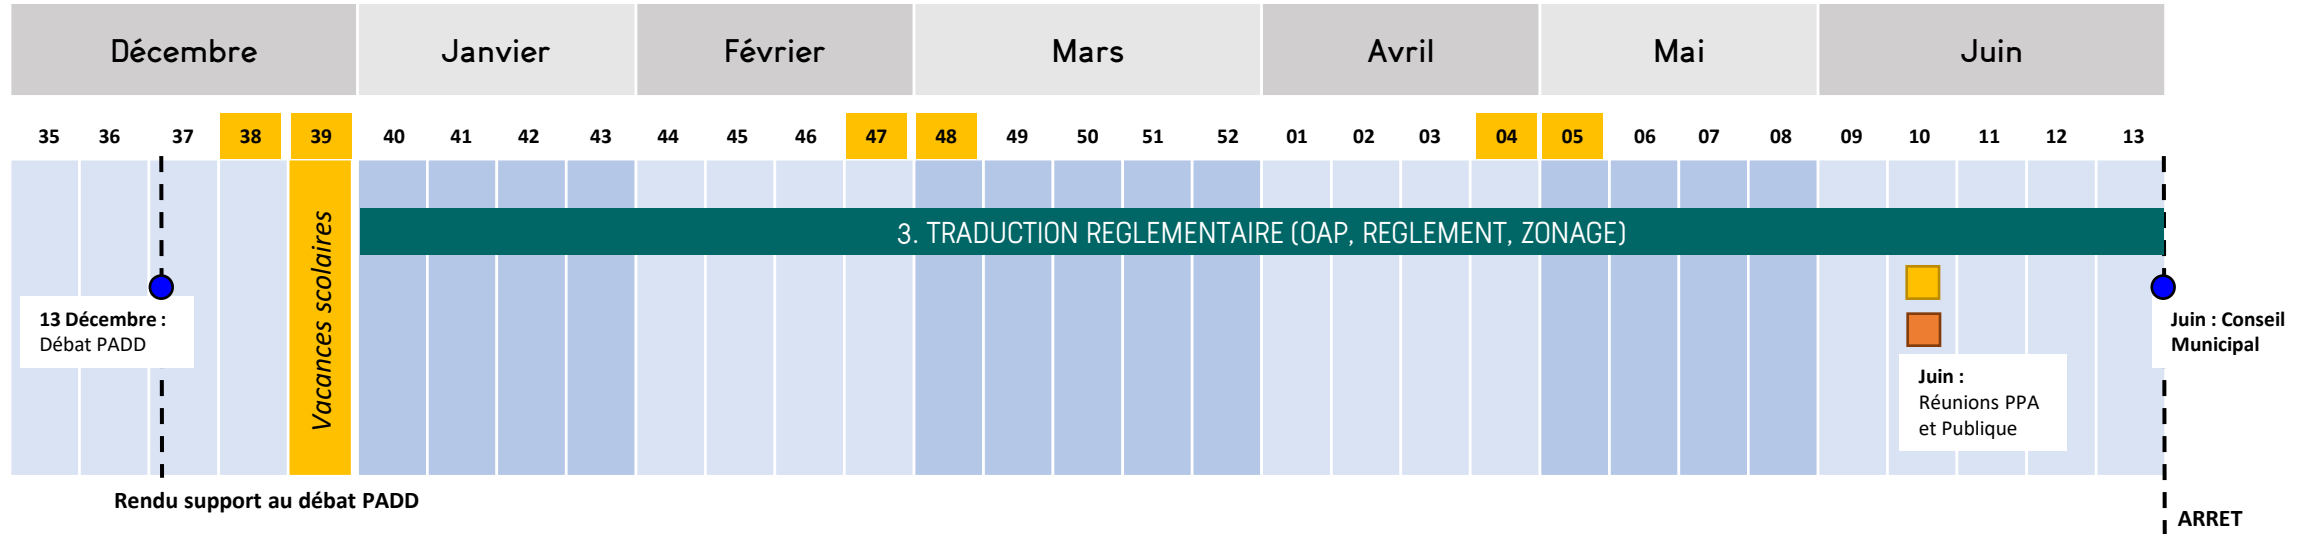 Décembre Janvier Février Mars Avril Mai Juin
35 36 37 38 39 40 41 42 43 44 45 46 47 48 49 50 51 52 01 02 03 04 05 06 07 08 09 10 11 12 13
Vacances scolaires
3. TRADUCTION REGLEMENTAIRE (OAP, REGLEMENT, ZONAGE)
13 Décembre :
Débat PADD
Juin :
Réunions PPA
et Publique
Juin : Conseil
Municipal
Rendu support au débat PADD
ARRET